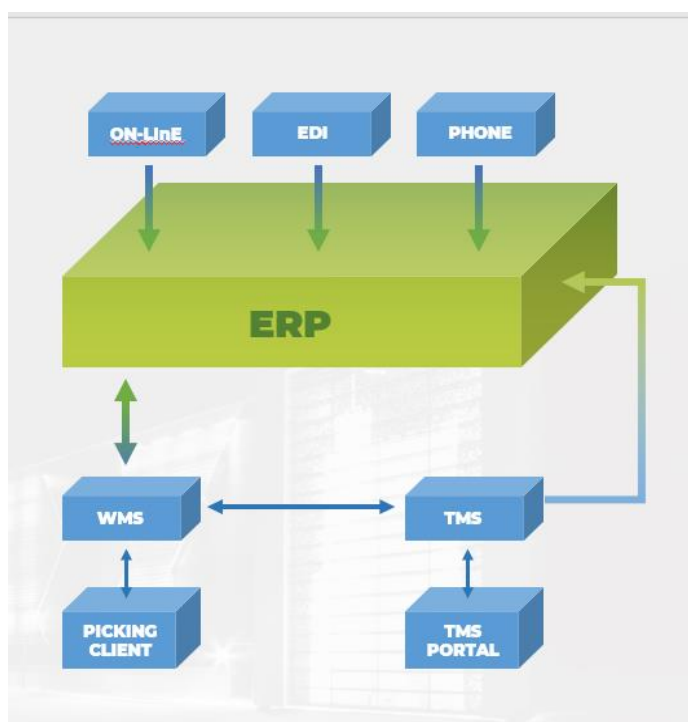 ON-LInE
EDI
PHONE
ERP
WMS
TMS
PICKING
CLIENT
TMS
PORTAL